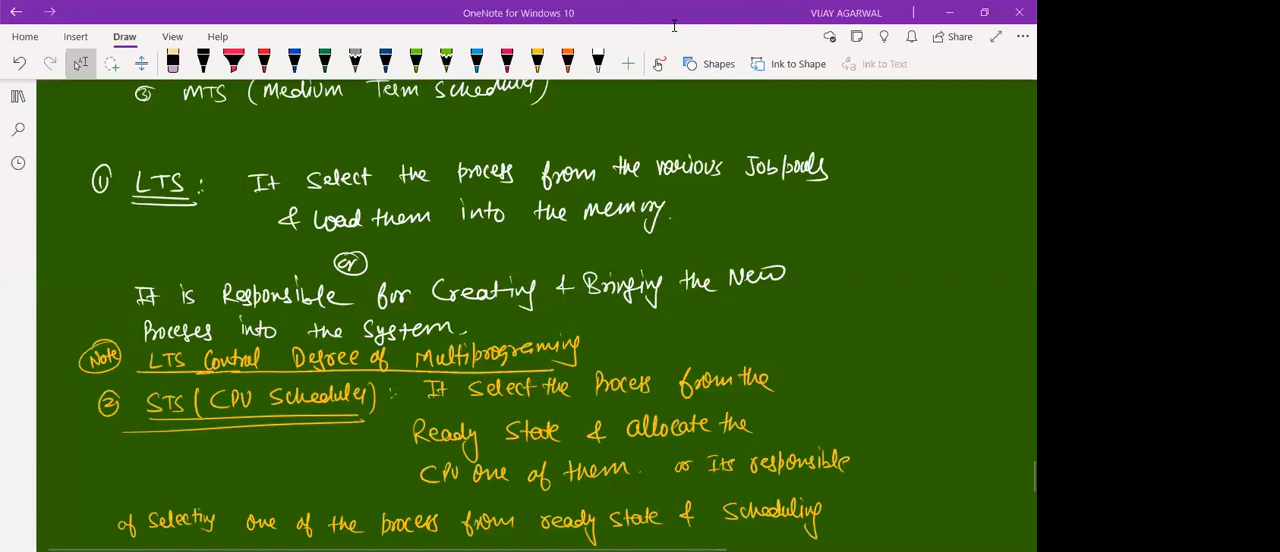 OneNote for Windows 10
VIJAY AGARWAL
Home Insert Draw View Help
Share
Shapes Ink to Shape Ink to Text
③ MTS (Medium Term Scheduler)
① LTS: It Select the process from the various Job/pools
& load them into the memory.
or
It is Responsible for Creating & Bringing the New
Proceses into the System.
Note LTS Control Degree of Multiprograming
② STS (CPU Scheduler): It Select the Process from the
Ready State & allocate the
CPU one of them. or Its responsible
of Selecting one of the process from ready state & Scheduling